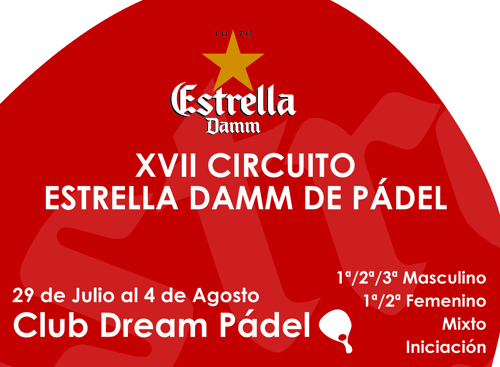 1876
Estrella
Damm
XVII CIRCUITO
ESTRELLA DAMM DE PÁDEL
29 de Julio al 4 de Agosto
Club Dream Pádel
1ª/2ª/3ª Masculino
1ª/2ª Femenino
Mixto
Iniciación